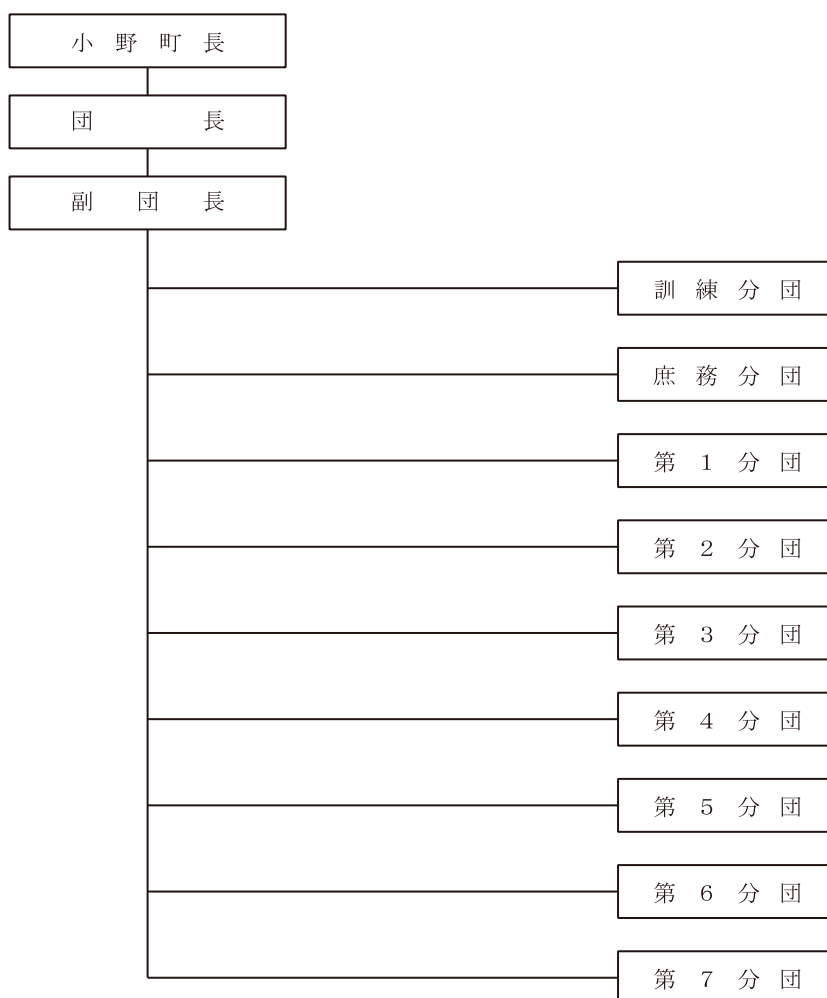 小野町長
団長
副団長
訓練分団
庶務分団
第1分団
第2分団
第3分団
第4分団
第5分団
第6分団
第7分団